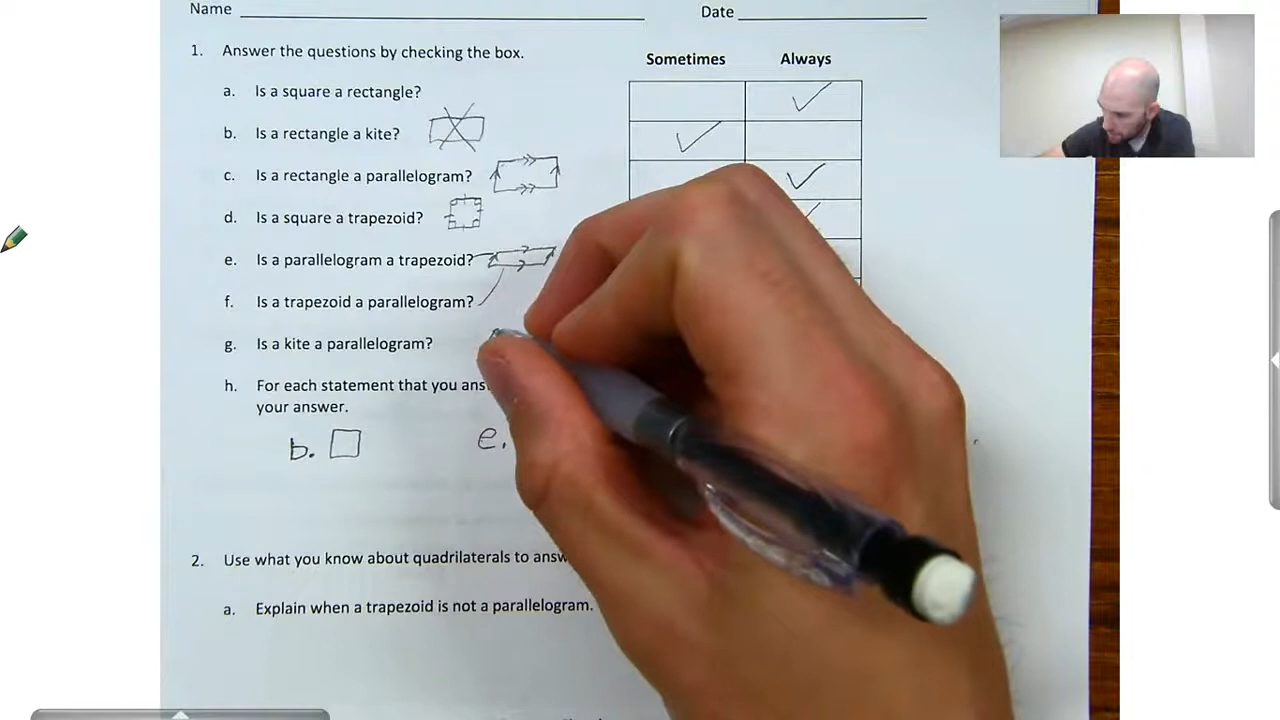 Name Date
1. Answer the questions by checking the box.
Sometimes Always
a. Is a square a rectangle?
b. Is a rectangle a kite?
c. Is a rectangle a parallelogram?
d. Is a square a trapezoid?
e. Is a parallelogram a trapezoid?
f. Is a trapezoid a parallelogram?
g. Is a kite a parallelogram?
h. For each statement that you
your answer.
b. e.
2. Use what you know about quadrilaterals to
a. Explain when a trapezoid is not a parallelogram.